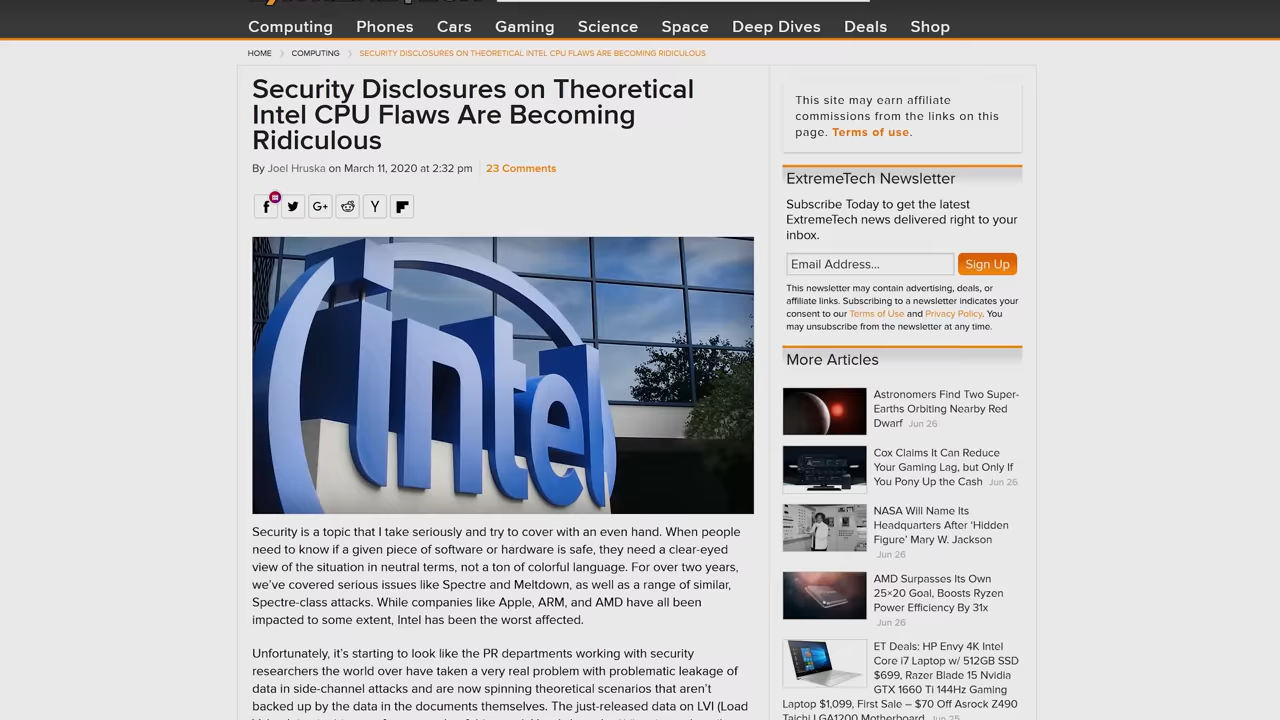 Computing Phones Cars Gaming Science Space Deep Dives Deals Shop
HOME COMPUTING SECURITY DISCLOSURES ON THEORETICAL INTEL CPU FLAWS ARE BECOMING RIDICULOUS
Security Disclosures on Theoretical
Intel CPU Flaws Are Becoming
Ridiculous
By Joel Hruska on March 11, 2020 at 2:32 pm 23 Comments
f G+ Y
intel
Security is a topic that I take seriously and try to cover with an even hand. When people
need to know if a given piece of software or hardware is safe, they need a clear-eyed
view of the situation in neutral terms, not a ton of colorful language. For over two years,
we've covered serious issues like Spectre and Meltdown, as well as a range of similar,
Spectre-class attacks. While companies like Apple, ARM, and AMD have all been
impacted to some extent, Intel has been the worst affected.
Unfortunately, it's starting to look like the PR departments working with security
researchers the world over have taken a very real problem with problematic leakage of
data in side-channel attacks and are now spinning theoretical scenarios that aren't
backed up by the data in the documents themselves. The just-released data on LVI (Load
This site may earn affiliate
commissions from the links on this
page. Terms of use.
ExtremeTech Newsletter
Subscribe Today to get the latest
ExtremeTech news delivered right to your
inbox.
Email Address... Sign Up
This newsletter may contain advertising, deals, or
affiliate links. Subscribing to a newsletter indicates your
consent to our Terms of Use and Privacy Policy. You
may unsubscribe from the newsletter at any time.
More Articles
Astronomers Find Two Super-
Earths Orbiting Nearby Red
Dwarf Jun 26
Cox Claims It Can Reduce
Your Gaming Lag, but Only If
You Pony Up the Cash Jun 26
NASA Will Name Its
Headquarters After 'Hidden
Figure' Mary W. Jackson
Jun 26
AMD Surpasses Its Own
25×20 Goal, Boosts Ryzen
Power Efficiency By 31x
Jun 26
ET Deals: HP Envy 4K Intel
Core i7 Laptop w/ 512GB SSD
$699, Razer Blade 15 Nvidia
GTX 1660 Ti 144Hz Gaming
Laptop $1,099, First Sale – $70 Off Asrock Z490
Taichi LGA1200 Motherboard Jun 25